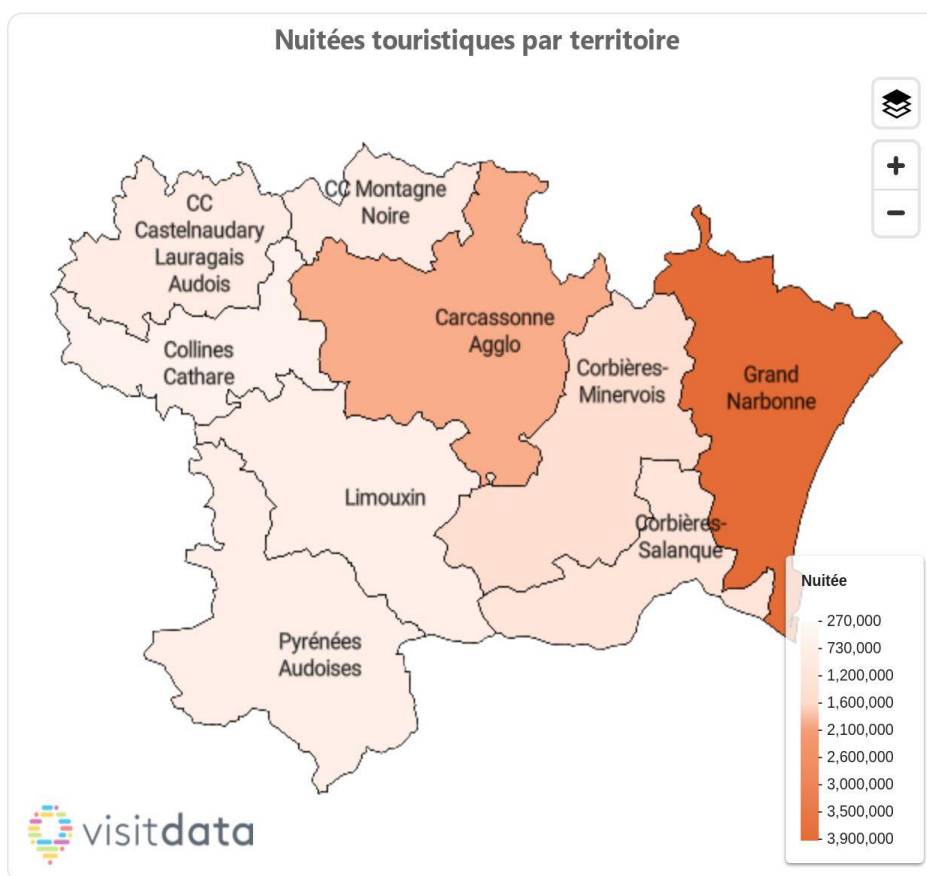 Nuitées touristiques par territoire
CC
Castelnaudary
Lauragais
Audois
CC Montagne
Noire
Carcassonne
Agglo
Collines
Cathare
Corbières-
Minervois
Grand
Narbonne
Limouxin
Corbières-
Salanque
Pyrénées
Audoises
Nuitée
- 270,000
- 730,000
- 1,200,000
- 1,600,000
- 2,100,000
- 2,600,000
- 3,000,000
- 3,500,000
- 3,900,000
visitdata